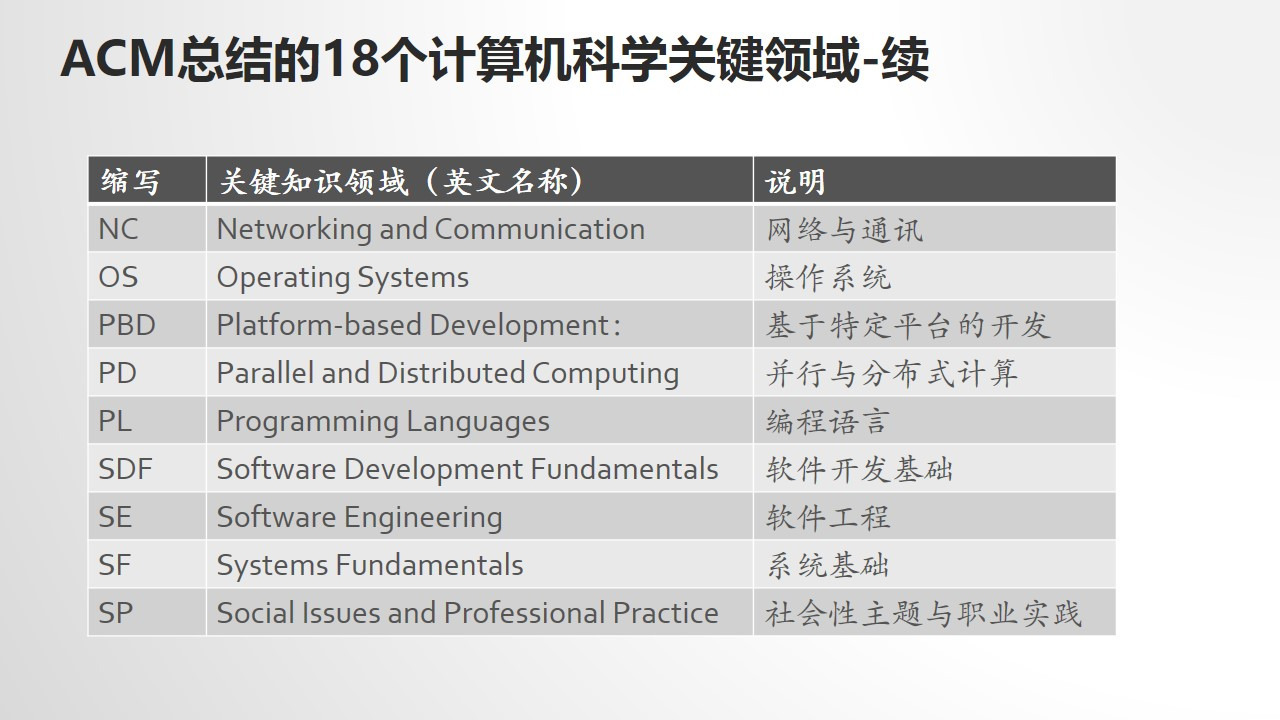 ACM总结的18个计算机科学关键领域-续
缩写 关键知识领域（英文名称） 说明
NC Networking and Communication 网络与通讯
OS Operating Systems 操作系统
PBD Platform-based Development： 基于特定平台的开发
PD Parallel and Distributed Computing 并行与分布式计算
PL Programming Languages 编程语言
SDF Software Development Fundamentals 软件开发基础
SE Software Engineering 软件工程
SF Systems Fundamentals 系统基础
SP Social Issues and Professional Practice 社会性主题与职业实践